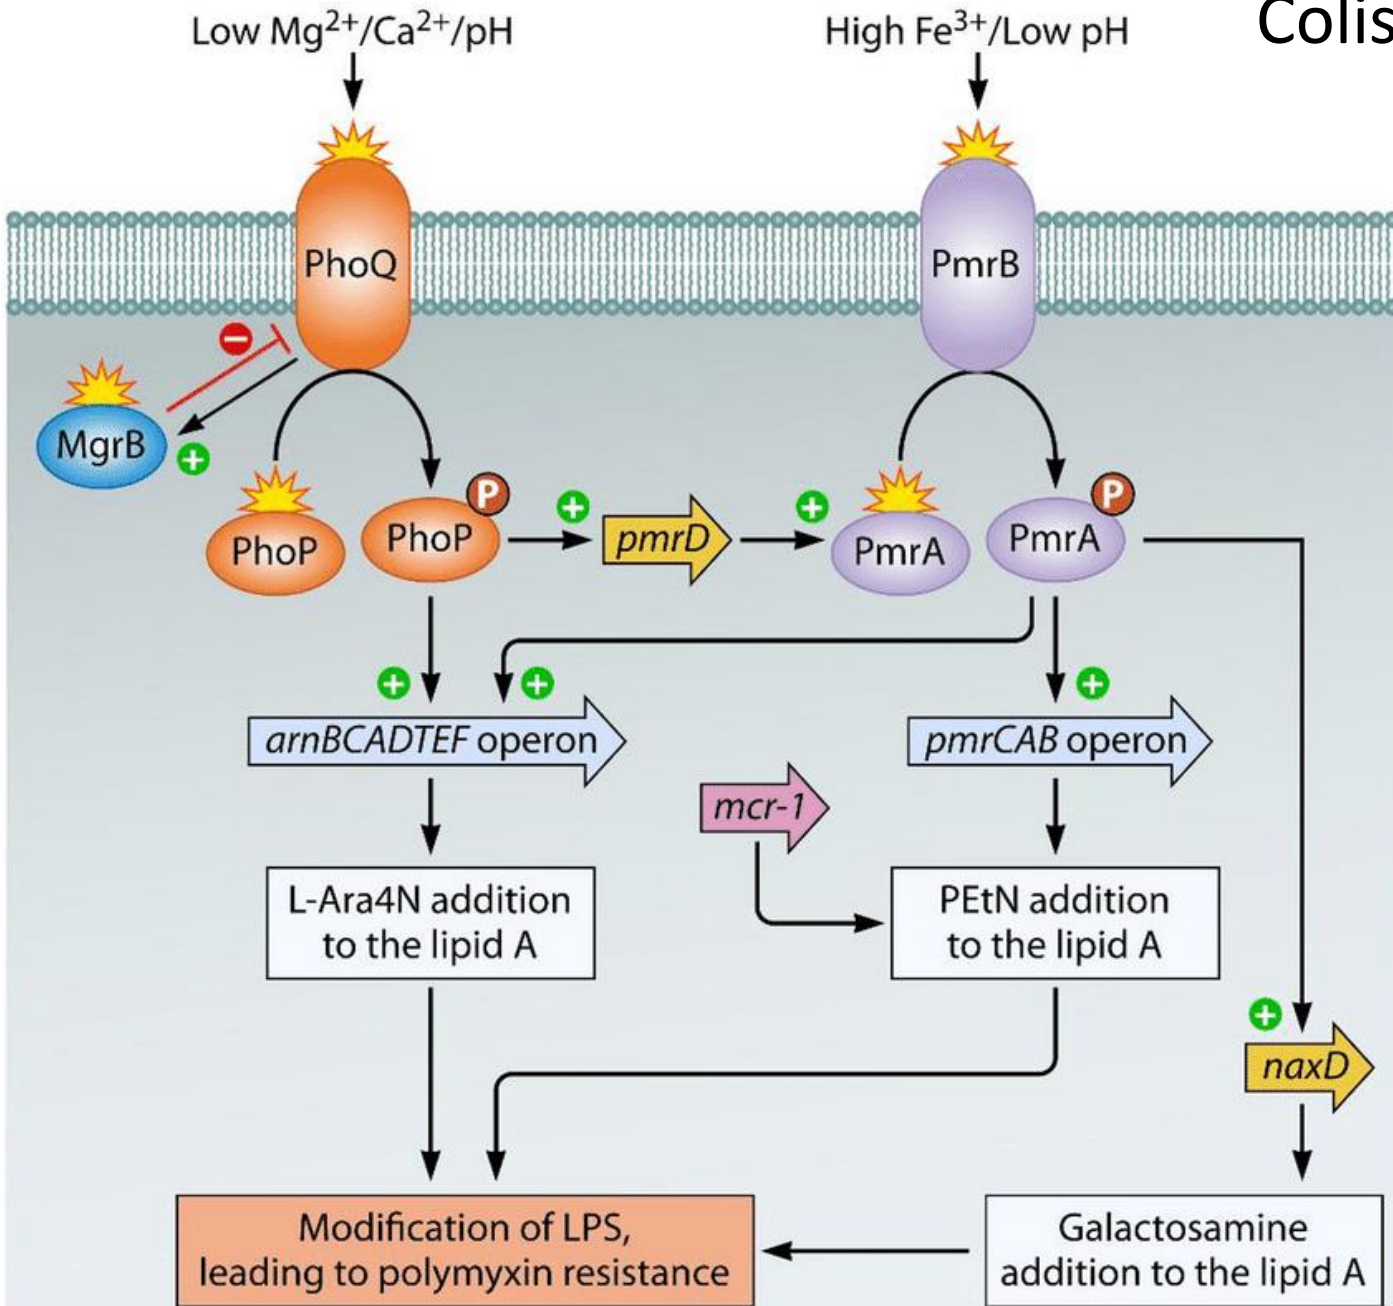 Low Mg²⁺/Ca²⁺/pH
High Fe³⁺/Low pH
Colis
PhoQ
PmrB
MgrB
PhoP
PhoP
P
pmrD
PmrA
PmrA
P
arnBCADTEF operon
pmrCAB operon
mcr-1
L-Ara4N addition
to the lipid A
PEtN addition
to the lipid A
naxD
Modification of LPS,
leading to polymyxin resistance
Galactosamine
addition to the lipid A